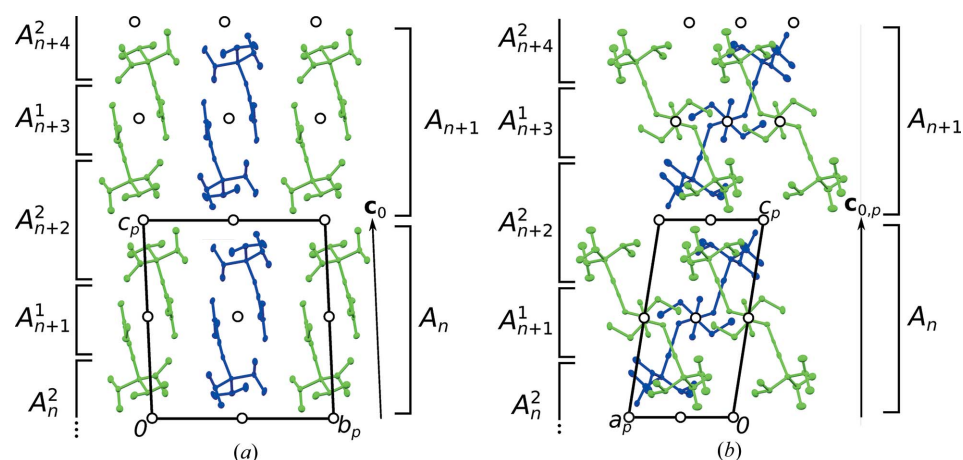 A²ₙ₊₄
A¹ₙ₊₃
A²ₙ₊₂
A¹ₙ₊₁
A²ₙ
⋮
cₚ
0
bₚ
c₀
Aₙ₊₁
Aₙ
(a)
A²ₙ₊₄
A¹ₙ₊₃
A²ₙ₊₂
A¹ₙ₊₁
A²ₙ
⋮
cₚ
aₚ
0
c₀,ₚ
Aₙ₊₁
Aₙ
(b)